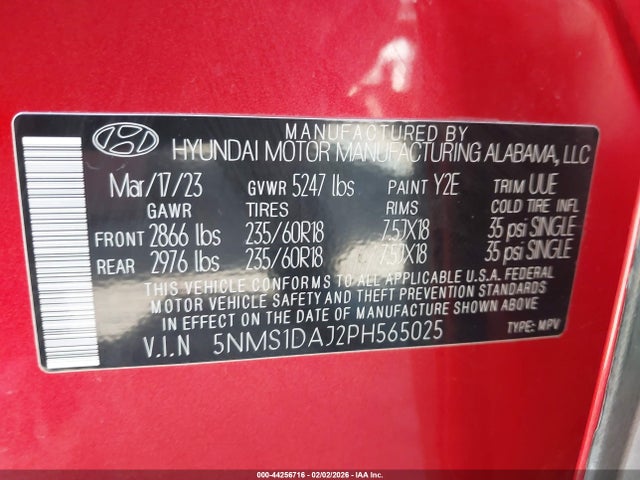 MANUFACTURED BY
HYUNDAI MOTOR MANUFACTURING ALABAMA, LLC
Mar/17/23 GVWR 5247 lbs PAINT Y2E TRIM UUE
GAWR TIRES RIMS COLD TIRE INFL
FRONT 2866 lbs 235/60R18 7.5JX18 35 psi SINGLE
REAR 2976 lbs 235/60R18 7.5JX18 35 psi SINGLE
THIS VEHICLE CONFORMS TO ALL APPLICABLE U.S.A. FEDERAL
MOTOR VEHICLE SAFETY AND THEFT PREVENTION STANDARDS
IN EFFECT ON THE DATE OF MANUFACTURE SHOWN ABOVE
V.I.N 5NMS1DAJ2PH565025 TYPE: MPV
000-44256716 - 02/02/2026 - IAAI.com